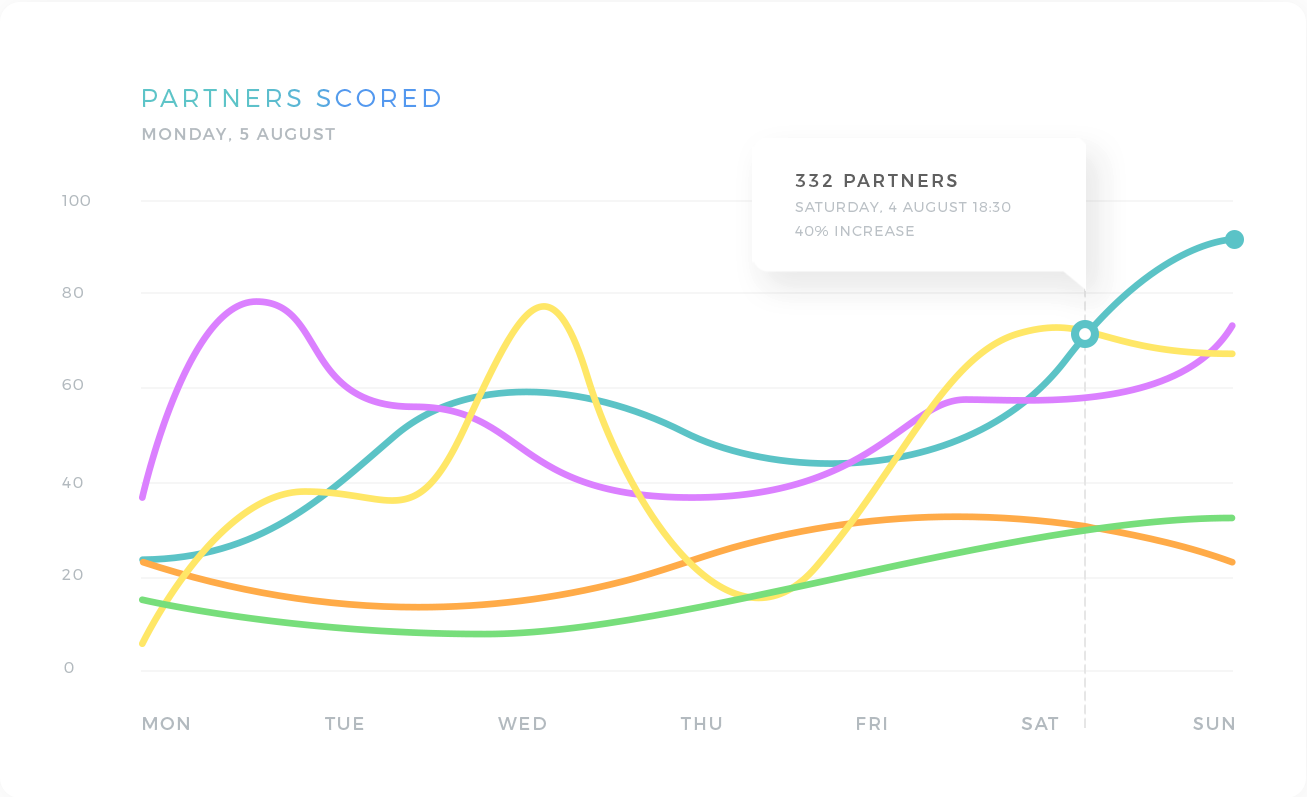 PARTNERS SCORED
MONDAY, 5 AUGUST
332 PARTNERS
SATURDAY, 4 AUGUST 18:30
40% INCREASE
100
80
60
40
20
0
MON TUE WED THU FRI SAT SUN